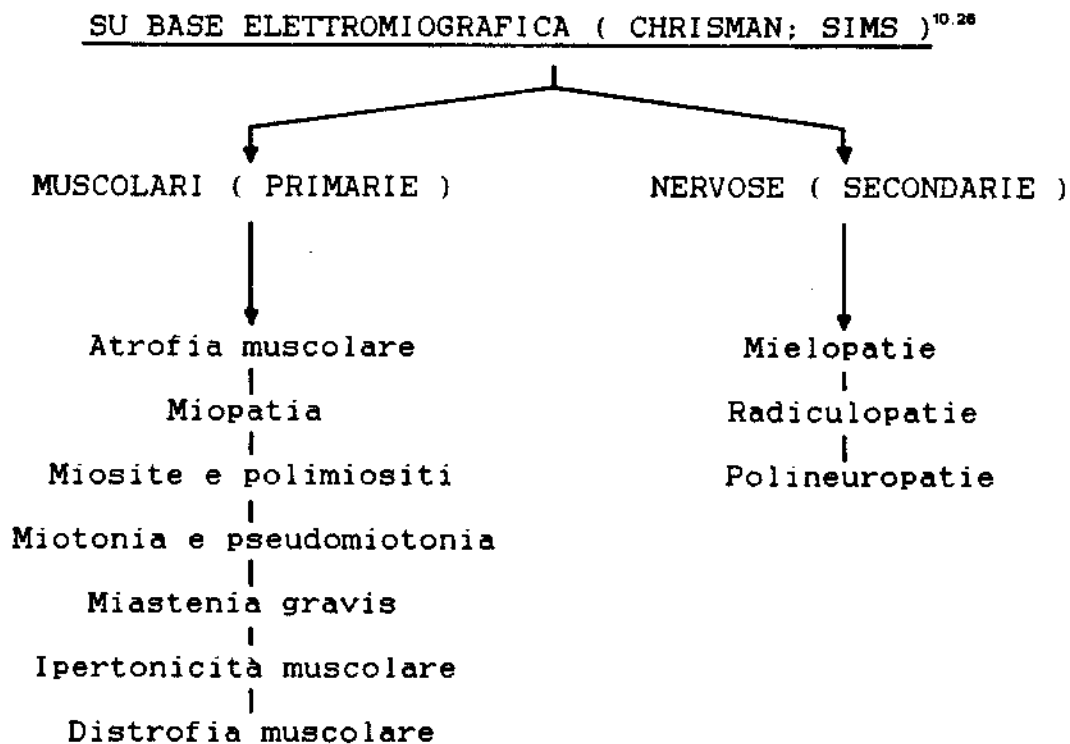 SU BASE ELETTROMIOGRAFICA ( CHRISMAN; SIMS )10.26
MUSCOLARI ( PRIMARIE )
NERVOSE ( SECONDARIE )
Atrofia muscolare
Miopatia
Miosite e polimiositi
Miotonia e pseudomiotonia
Miastenia gravis
Ipertonicità muscolare
Distrofia muscolare
Mielopatie
Radiculopatie
Polineuropatie